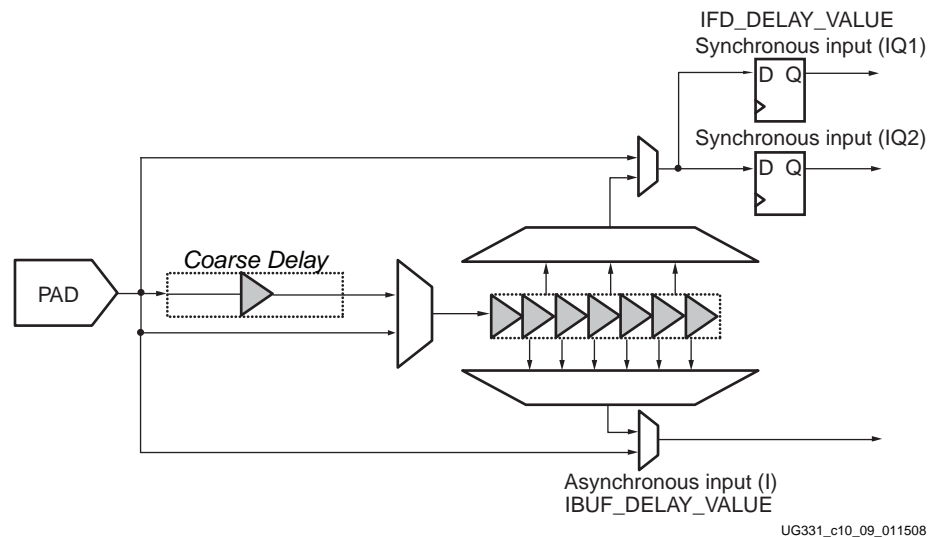 IFD_DELAY_VALUE
Synchronous input (IQ1)
D Q
Synchronous input (IQ2)
D Q
Coarse Delay
PAD
Asynchronous input (I)
IBUF_DELAY_VALUE
UG331_c10_09_011508